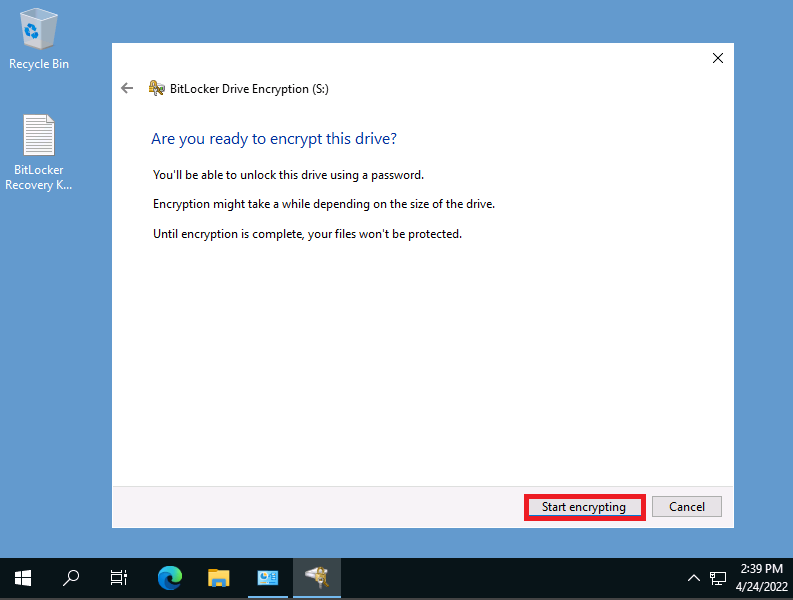 Recycle Bin
BitLocker
Recovery K...
BitLocker Drive Encryption (S:)
Are you ready to encrypt this drive?
You'll be able to unlock this drive using a password.
Encryption might take a while depending on the size of the drive.
Until encryption is complete, your files won't be protected.
Start encrypting
Cancel
2:39 PM
4/24/2022